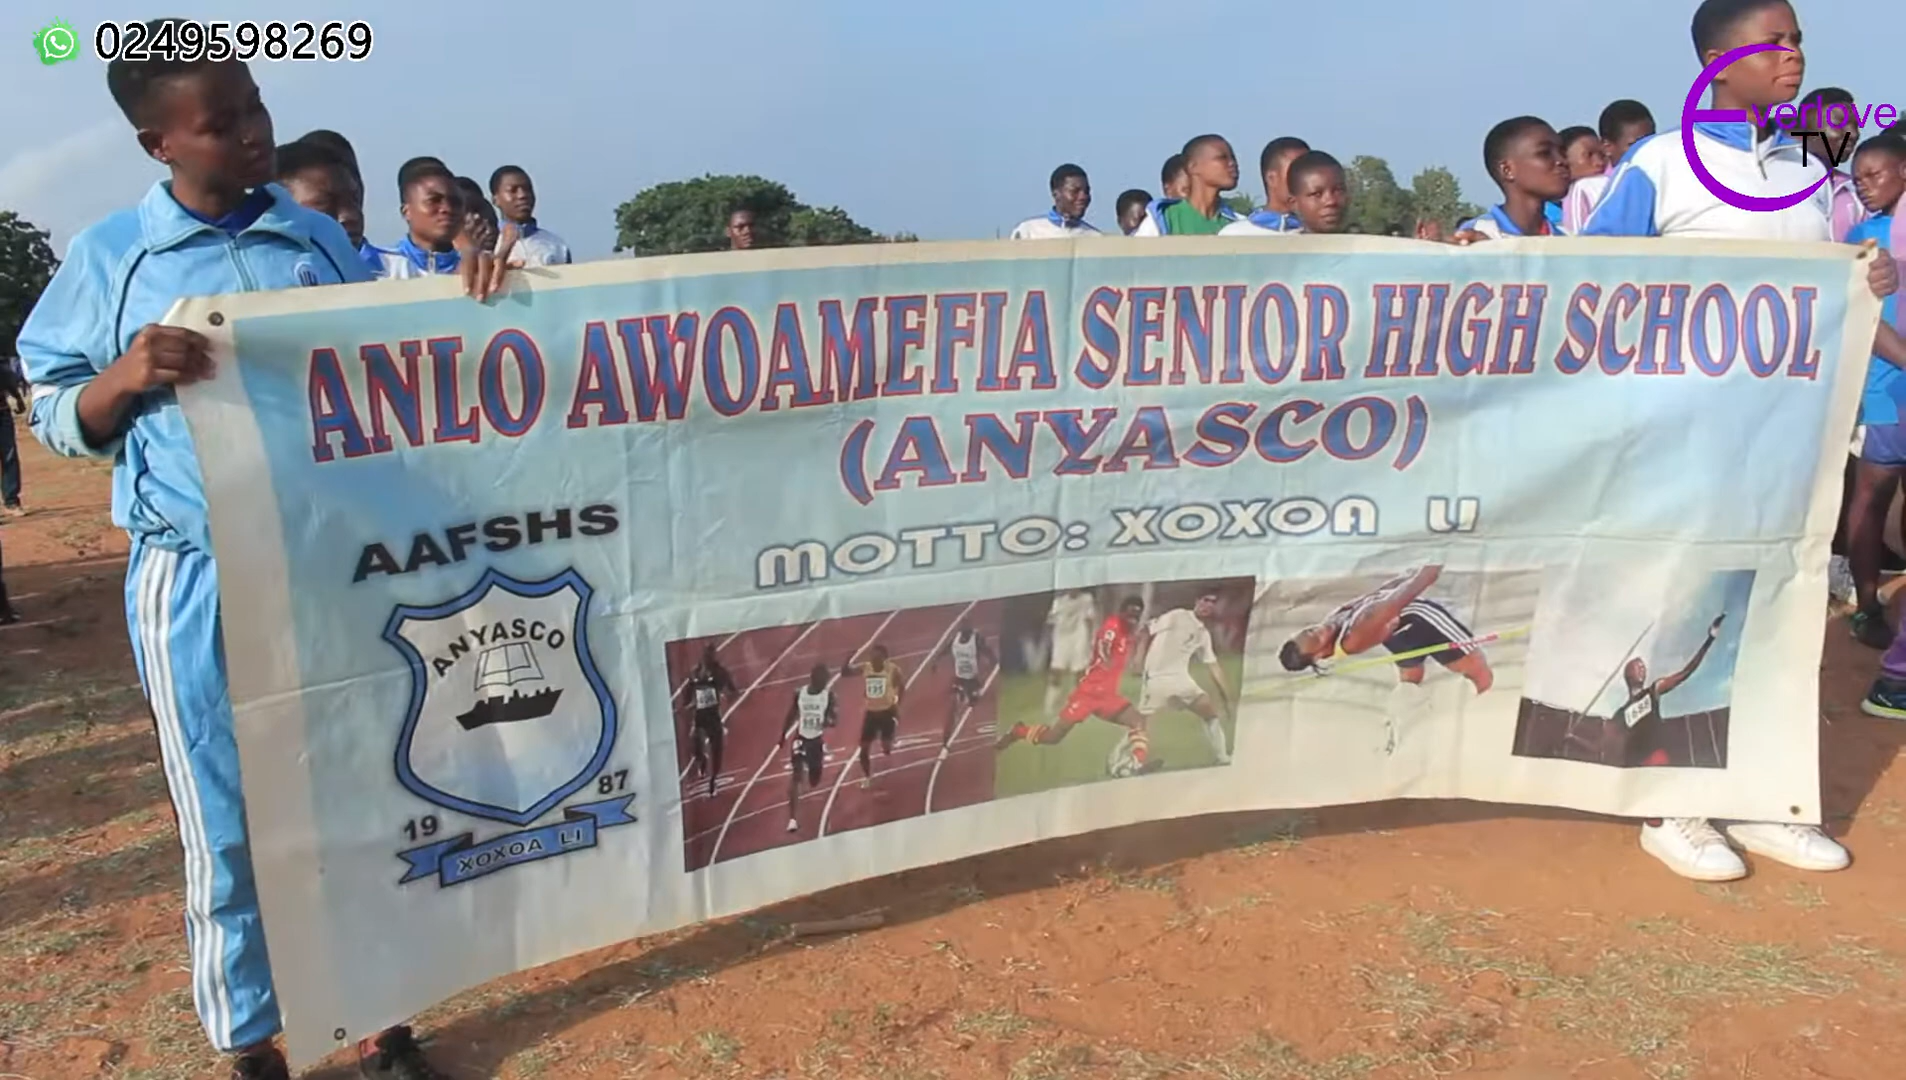 0249598269
Everlove
TV
ANLO AWOAMEFIA SENIOR HIGH SCHOOL
(ANYASCO)
MOTTO: XOXOA LI
AAFSHS
ANYASCO
19 87
XOXOA LI